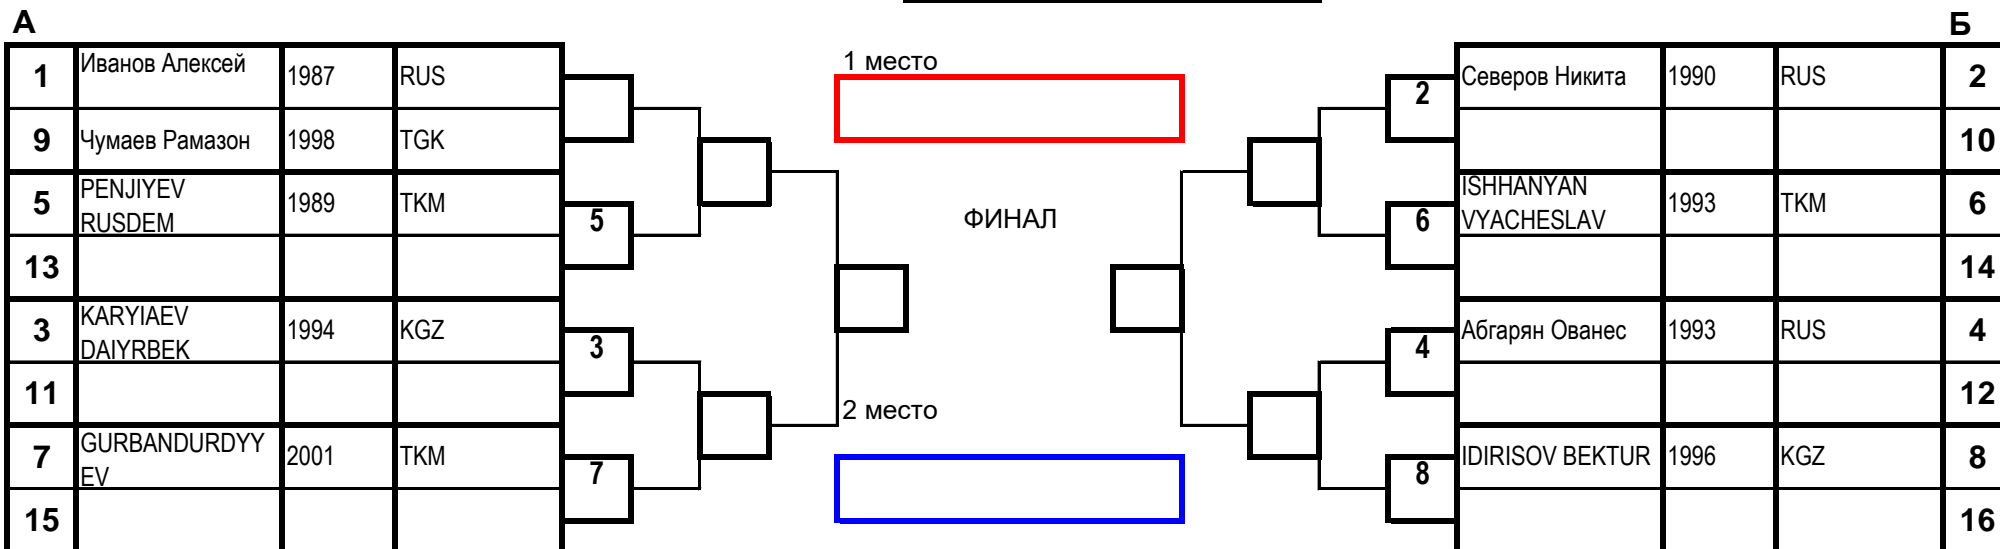 А
Б
1 Иванов Алексей 1987 RUS
9 Чумаев Рамазон 1998 TGK
5 PENJIYEV
RUSDEM 1989 TKM
5
13
3 KARYIAEV
DAIYRBEK 1994 KGZ
3
11
7 GURBANDURDYY
EV 2001 TKM
7
15
1 место
ФИНАЛ
2 место
2 Северов Никита 1990 RUS 2
10
6 ISHHANYAN
VYACHESLAV 1993 TKM 6
14
4 Абгарян Ованес 1993 RUS 4
12
8 IDIRISOV BEKTUR 1996 KGZ 8
16